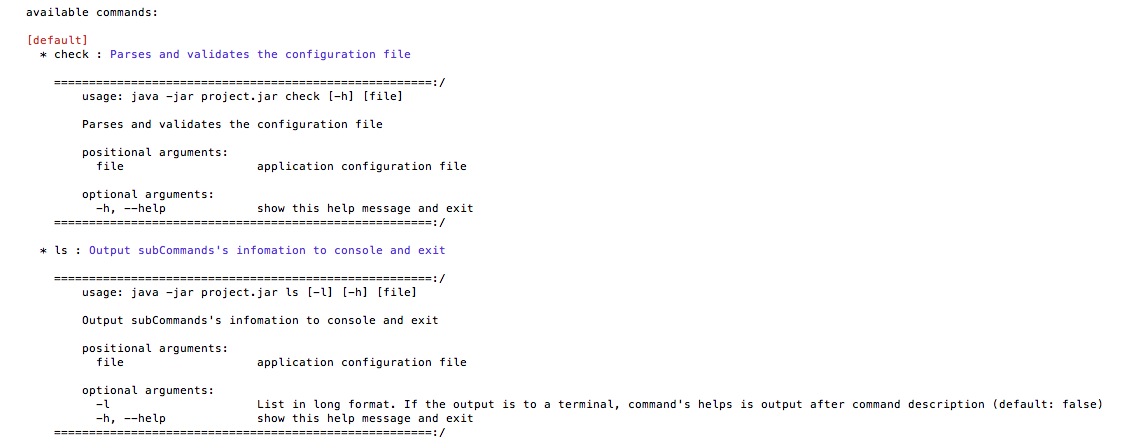 available commands:
[default]
* check : Parses and validates the configuration file
======================================================:/
usage: java -jar project.jar check [-h] [file]
Parses and validates the configuration file
positional arguments:
file application configuration file
optional arguments:
-h, --help show this help message and exit
======================================================:/
* ls : Output subCommands's infomation to console and exit
======================================================:/
usage: java -jar project.jar ls [-l] [-h] [file]
Output subCommands's infomation to console and exit
positional arguments:
file application configuration file
optional arguments:
-l List in long format. If the output is to a terminal, command's helps is output after command description (default: false)
-h, --help show this help message and exit
======================================================:/